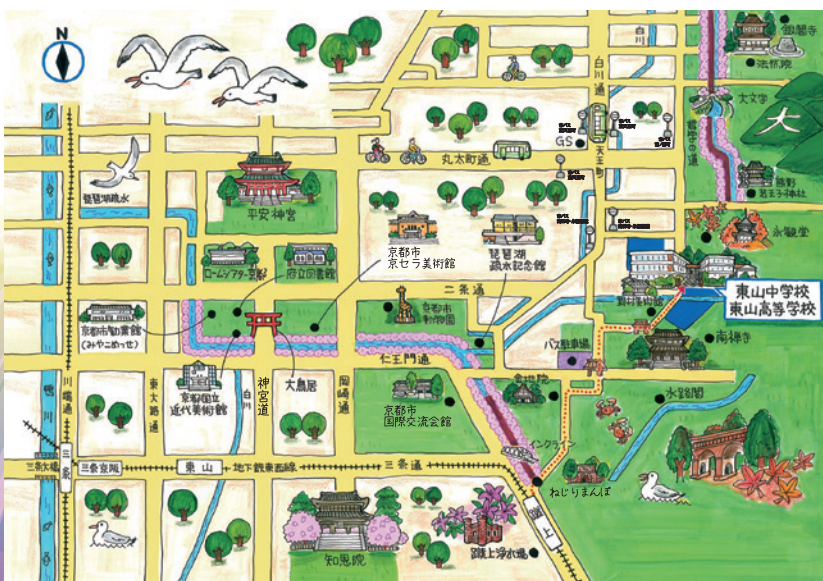 N
白川通
白川
銀閣寺
法然院
大文字
大
哲学の道
GS
天王町
丸太町通
熊野
若王子神社
琵琶湖疏水
平安神宮
永観堂
ロームシアター京都
府立図書館
京都市
京セラ美術館
琵琶湖
疏水記念館
二条通
野村美術館
東山中学校
東山高等学校
京都市勧業館
(みやこめっせ)
京都市
動物園
バス駐車場
南禅寺
仁王門通
鴨川
川端通
東大路通
京都国立
近代美術館
白川
神宮道
大鳥居
岡崎通
京都市
国際交流会館
金地院
水路閣
インクライン
三条大橋
三条
三条京阪
東山
地下鉄東西線
三条通
ねじりまんぽ
蹴上
知恩院
蹴上浄水場